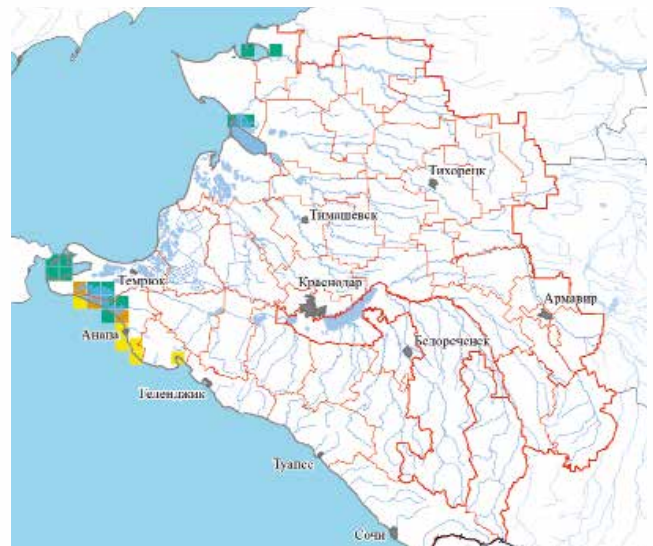 Тихорецк
Тимашевск
Темрюк
Краснодар
Армавир
Анапа
Белореченск
Геленджик
Туапсе
Сочи